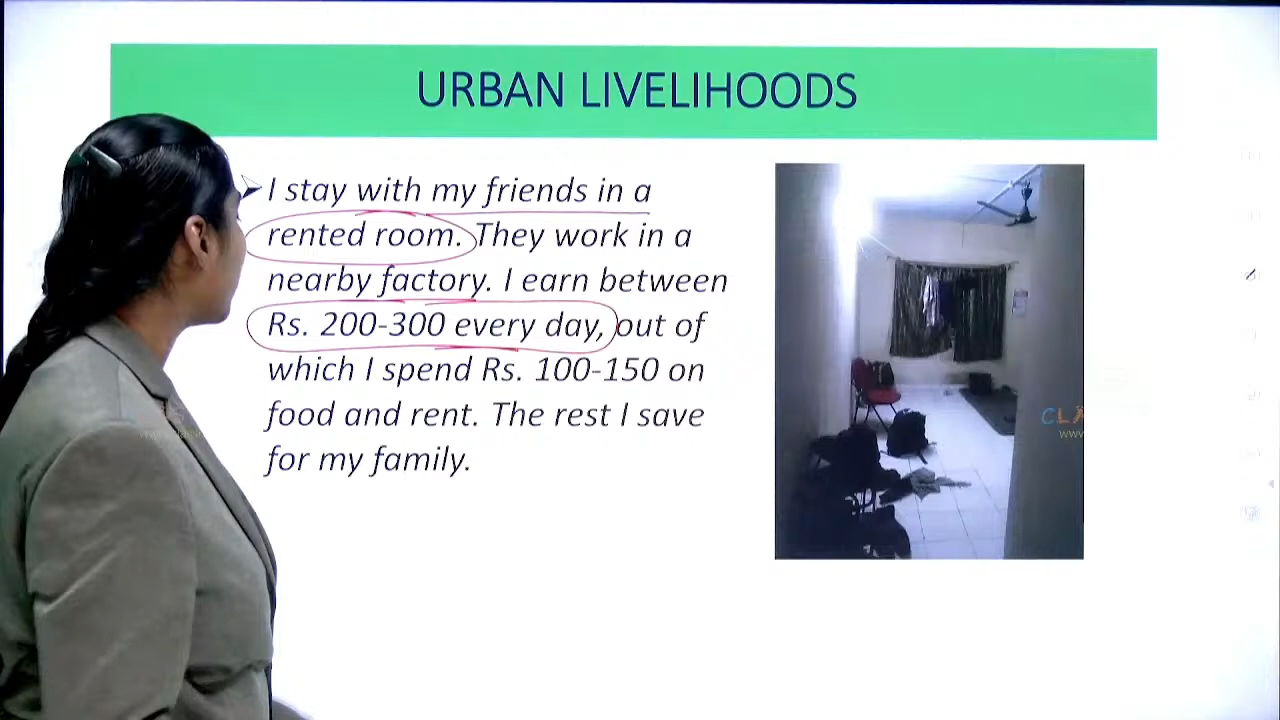 URBAN LIVELIHOODS
➢ I stay with my friends in a
rented room. They work in a
nearby factory. I earn between
Rs. 200-300 every day, out of
which I spend Rs. 100-150 on
food and rent. The rest I save
for my family.